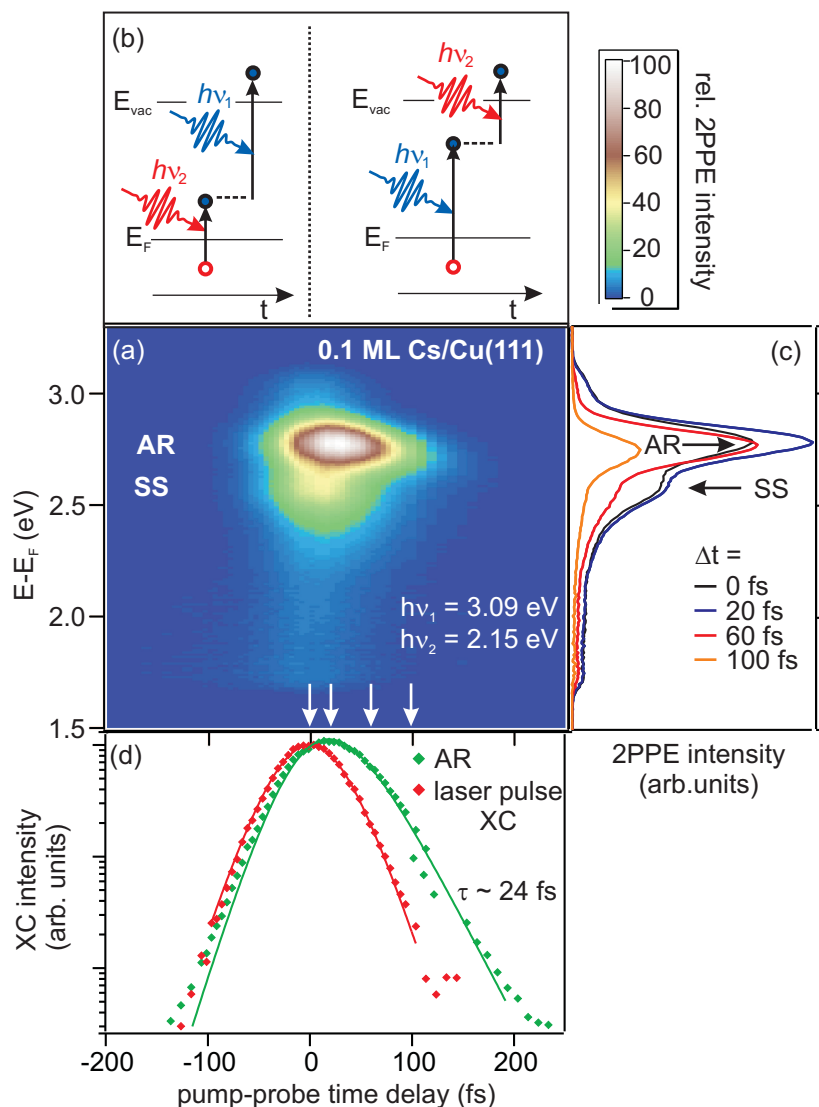 (b)
hν₂
hν₁
E_vac
hν₁
hν₂
hν₁
E_F
E_F
t
t
100
80
60
40
20
0
rel. 2PPE intensity
(a)
0.1 ML Cs/Cu(111)
(c)
3.0
2.5
2.0
1.5
E-E_F (eV)
AR
SS
hν₁ = 3.09 eV
hν₂ = 2.15 eV
AR
SS
Δt =
0 fs
20 fs
60 fs
100 fs
2PPE intensity
(arb.units)
(d)
AR
laser pulse
XC
τ ~ 24 fs
XC intensity
(arb. units)
-200
-100
0
100
200
pump-probe time delay (fs)